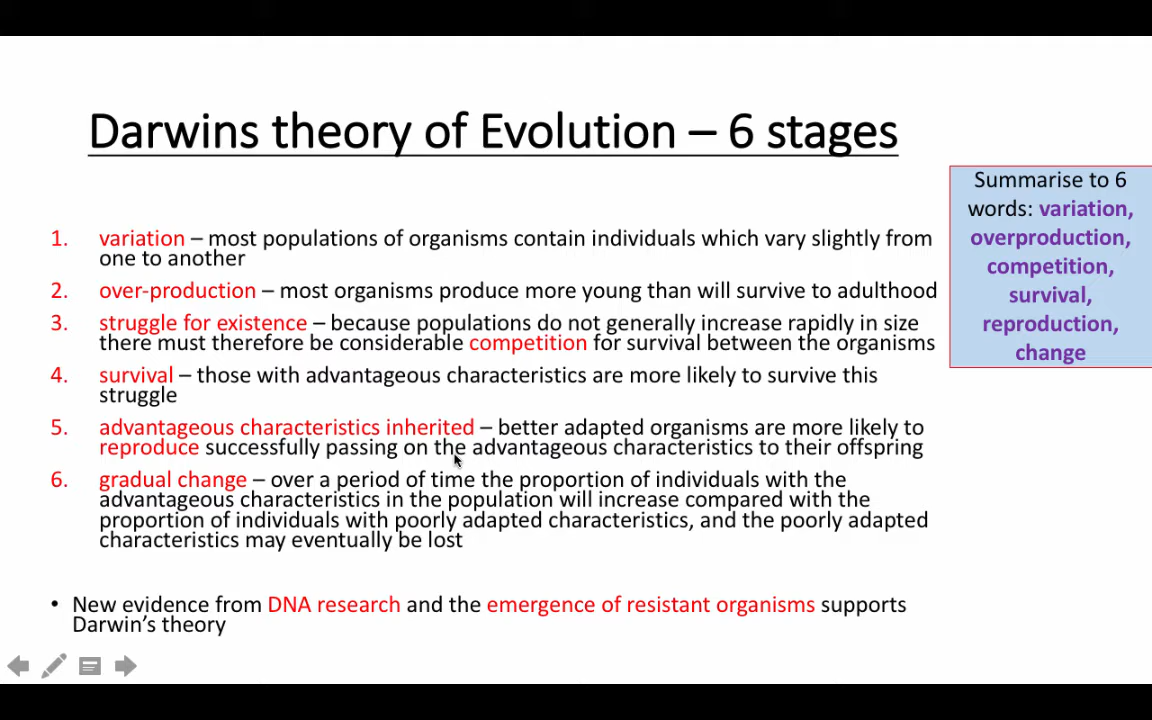 Darwins theory of Evolution – 6 stages
1. variation – most populations of organisms contain individuals which vary slightly from
one to another
2. over-production – most organisms produce more young than will survive to adulthood
3. struggle for existence – because populations do not generally increase rapidly in size
there must therefore be considerable competition for survival between the organisms
4. survival – those with advantageous characteristics are more likely to survive this
struggle
5. advantageous characteristics inherited – better adapted organisms are more likely to
reproduce successfully passing on the advantageous characteristics to their offspring
6. gradual change – over a period of time the proportion of individuals with the
advantageous characteristics in the population will increase compared with the
proportion of individuals with poorly adapted characteristics, and the poorly adapted
characteristics may eventually be lost
• New evidence from DNA research and the emergence of resistant organisms supports
Darwin’s theory
Summarise to 6
words: variation,
overproduction,
competition,
survival,
reproduction,
change